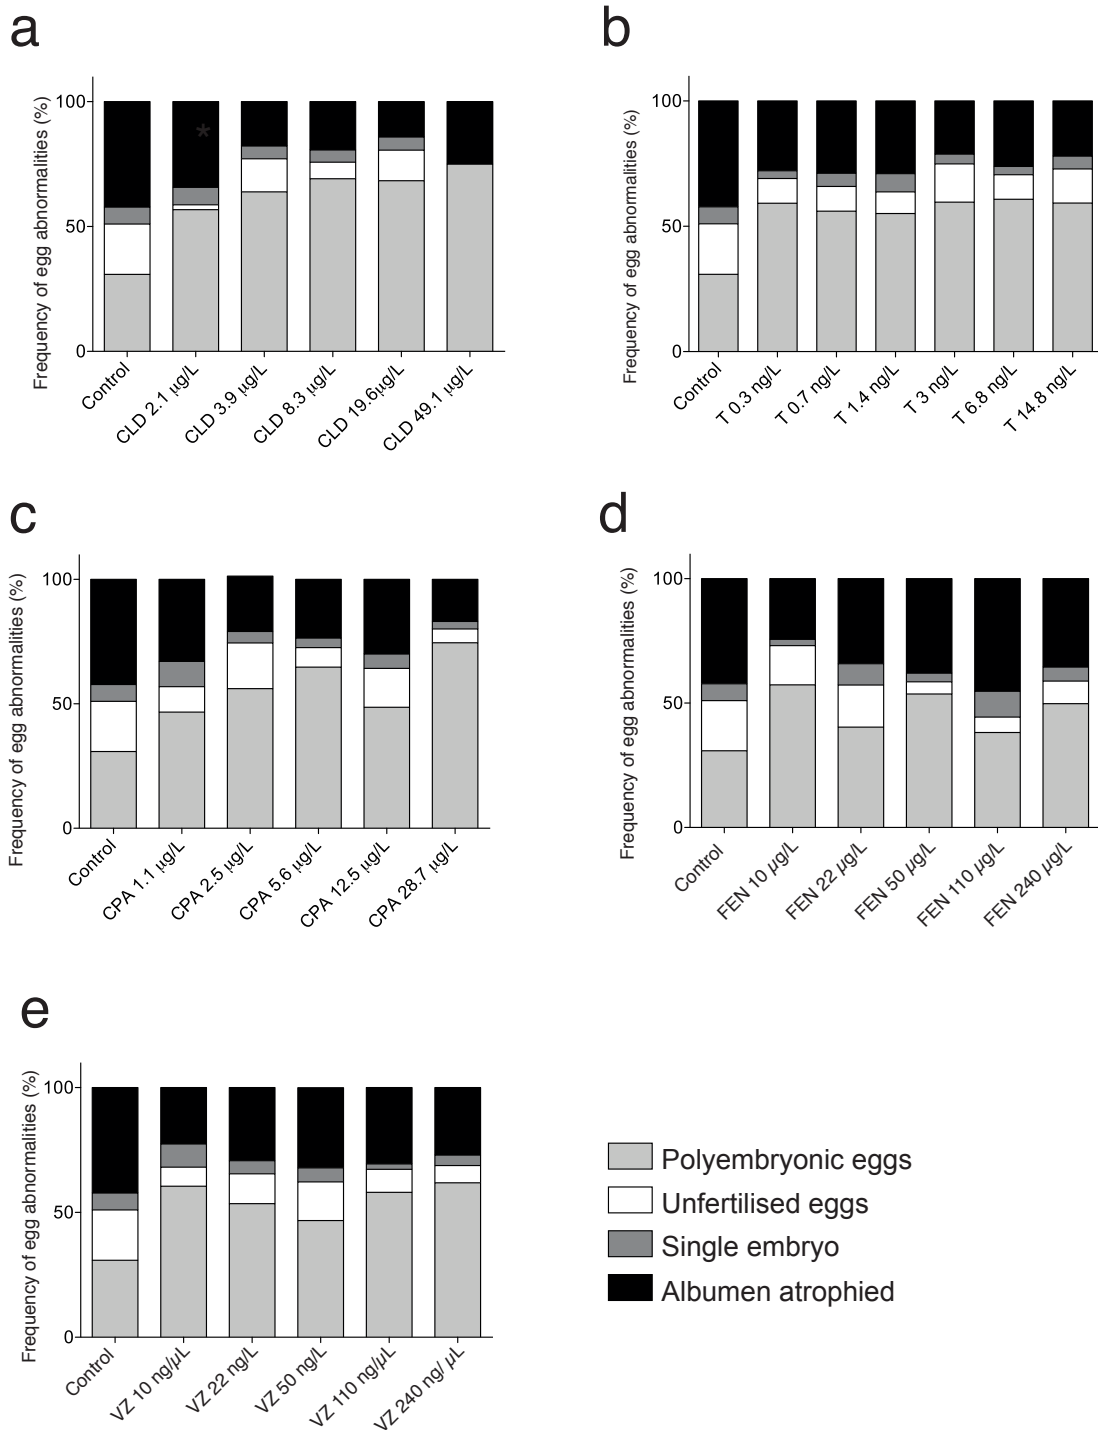 a
Frequency of egg abnormalities (%)
100
50
0
*
Control
CLD 2.1 µg/L
CLD 3.9 µg/L
CLD 8.3 µg/L
CLD 19.6µg/L
CLD 49.1 µg/L
b
Frequency of egg abnormalities (%)
100
50
0
Control
T 0.3 ng/L
T 0.7 ng/L
T 1.4 ng/L
T 3 ng/L
T 6.8 ng/L
T 14.8 ng/L
c
Frequency of egg abnormalities (%)
100
50
0
Control
CPA 1.1 µg/L
CPA 2.5 µg/L
CPA 5.6 µg/L
CPA 12.5 µg/L
CPA 28.7 µg/L
d
Frequency of egg abnormalities (%)
100
50
0
Control
FEN 10 µg/L
FEN 22 µg/L
FEN 50 µg/L
FEN 110 µg/L
FEN 240 µg/L
e
Frequency of egg abnormalities (%)
100
50
0
Control
VZ 10 ng/µL
VZ 22 ng/L
VZ 50 ng/L
VZ 110 ng/µL
VZ 240 ng/ µL
Polyembryonic eggs
Unfertilised eggs
Single embryo
Albumen atrophied